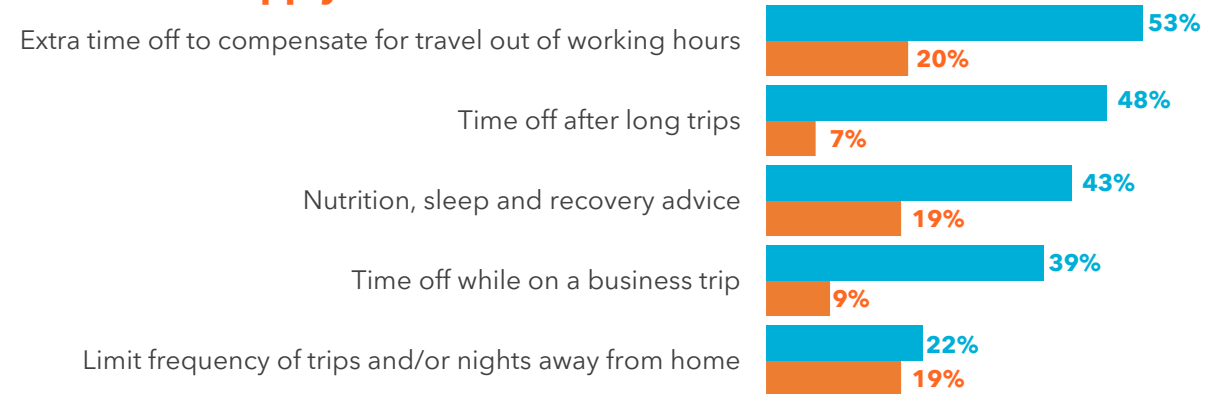 Extra time off to compensate for travel out of working hours
53%
20%
Time off after long trips
48%
7%
Nutrition, sleep and recovery advice
43%
19%
Time off while on a business trip
39%
9%
Limit frequency of trips and/or nights away from home
22%
19%